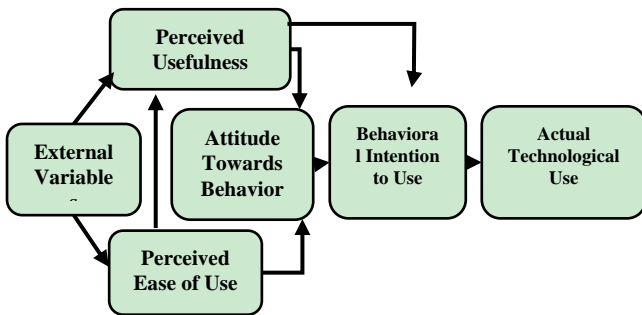 Perceived
Usefulness
External
Variable
Attitude
Towards
Behavior
Behaviora
l Intention
to Use
Actual
Technological
Use
Perceived
Ease of Use